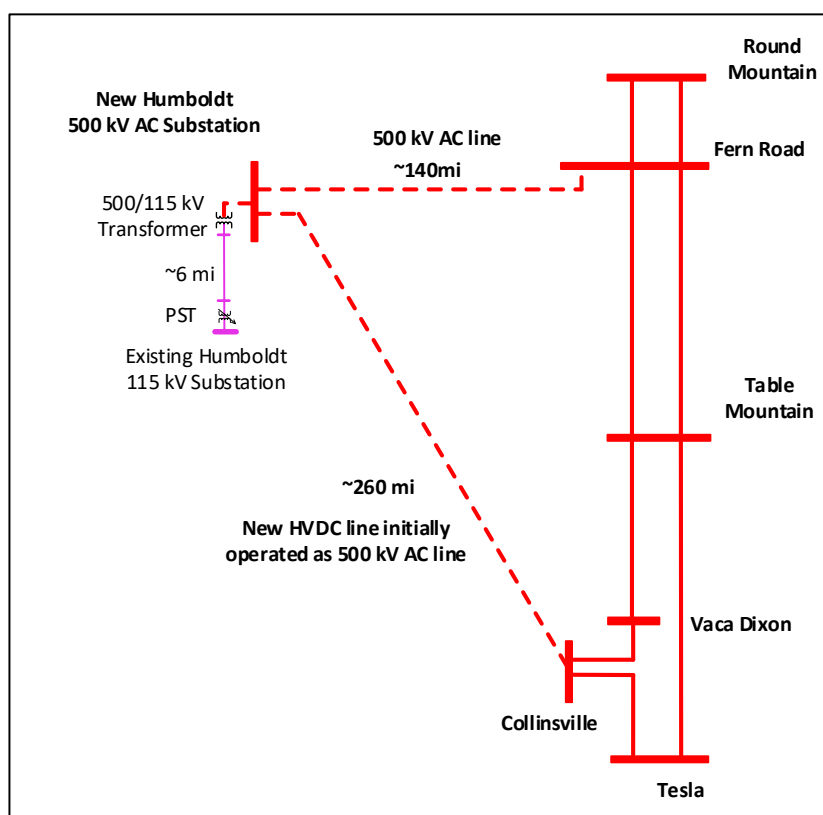 Round
Mountain
New Humboldt
500 kV AC Substation
500 kV AC line
~140mi
Fern Road
500/115 kV
Transformer
~6 mi
PST
Existing Humboldt
115 kV Substation
Table
Mountain
~260 mi
New HVDC line initially
operated as 500 kV AC line
Vaca Dixon
Collinsville
Tesla